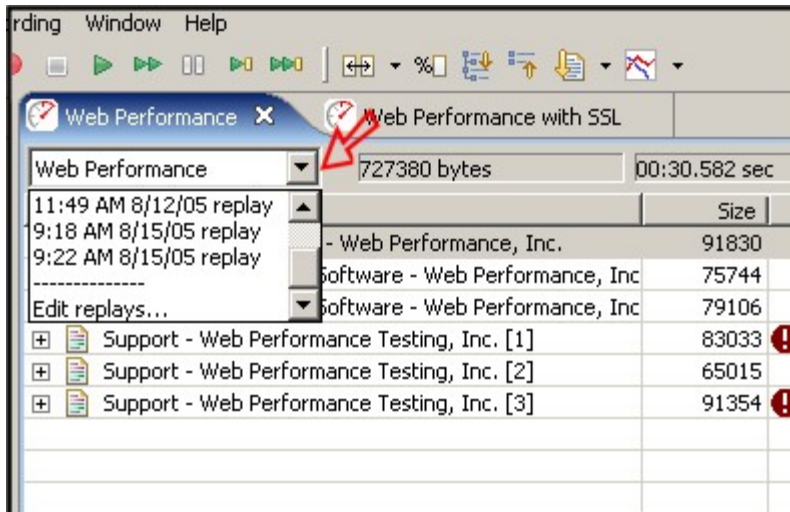 rding Window Help
Web Performance Web Performance with SSL
Web Performance 727380 bytes 00:30.582 sec
Size
11:49 AM 8/12/05 replay
9:18 AM 8/15/05 replay
9:22 AM 8/15/05 replay
--------------
Edit replays...
- Web Performance, Inc. 91830
Software - Web Performance, Inc 75744
Software - Web Performance, Inc 79106
Support - Web Performance Testing, Inc. [1] 83033
Support - Web Performance Testing, Inc. [2] 65015
Support - Web Performance Testing, Inc. [3] 91354